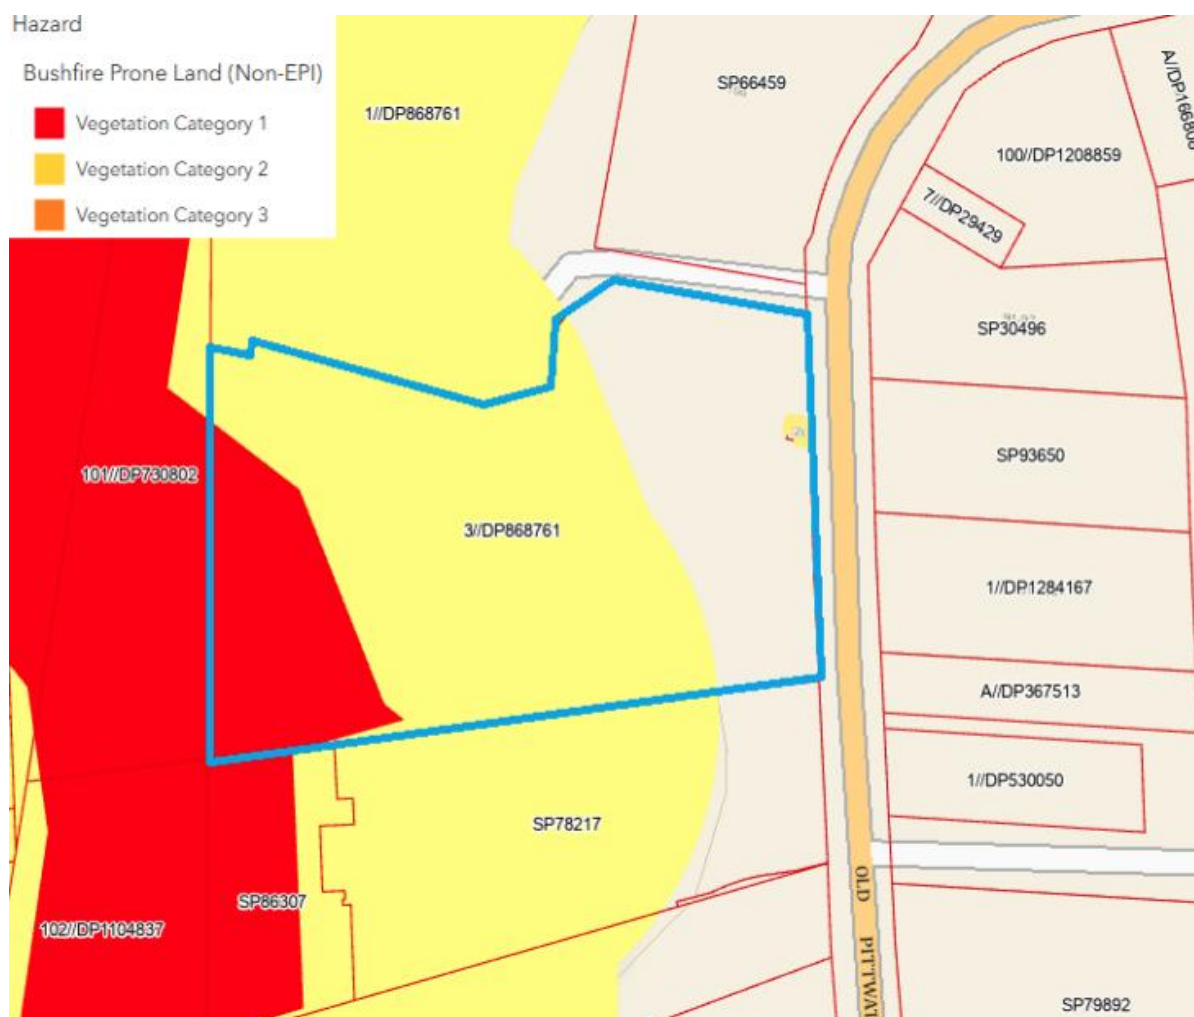 Hazard
Bushfire Prone Land (Non-EPI)
Vegetation Category 1
Vegetation Category 2
Vegetation Category 3
SP66459
1//DP868761
100//DP1208859
7//DP29429
SP30496
101//DP730802
SP93650
3//DP868761
1//DP1284167
A//DP367513
1//DP530050
SP78217
SP86307
102//DP1104837
OLD PITTWAT
SP79892